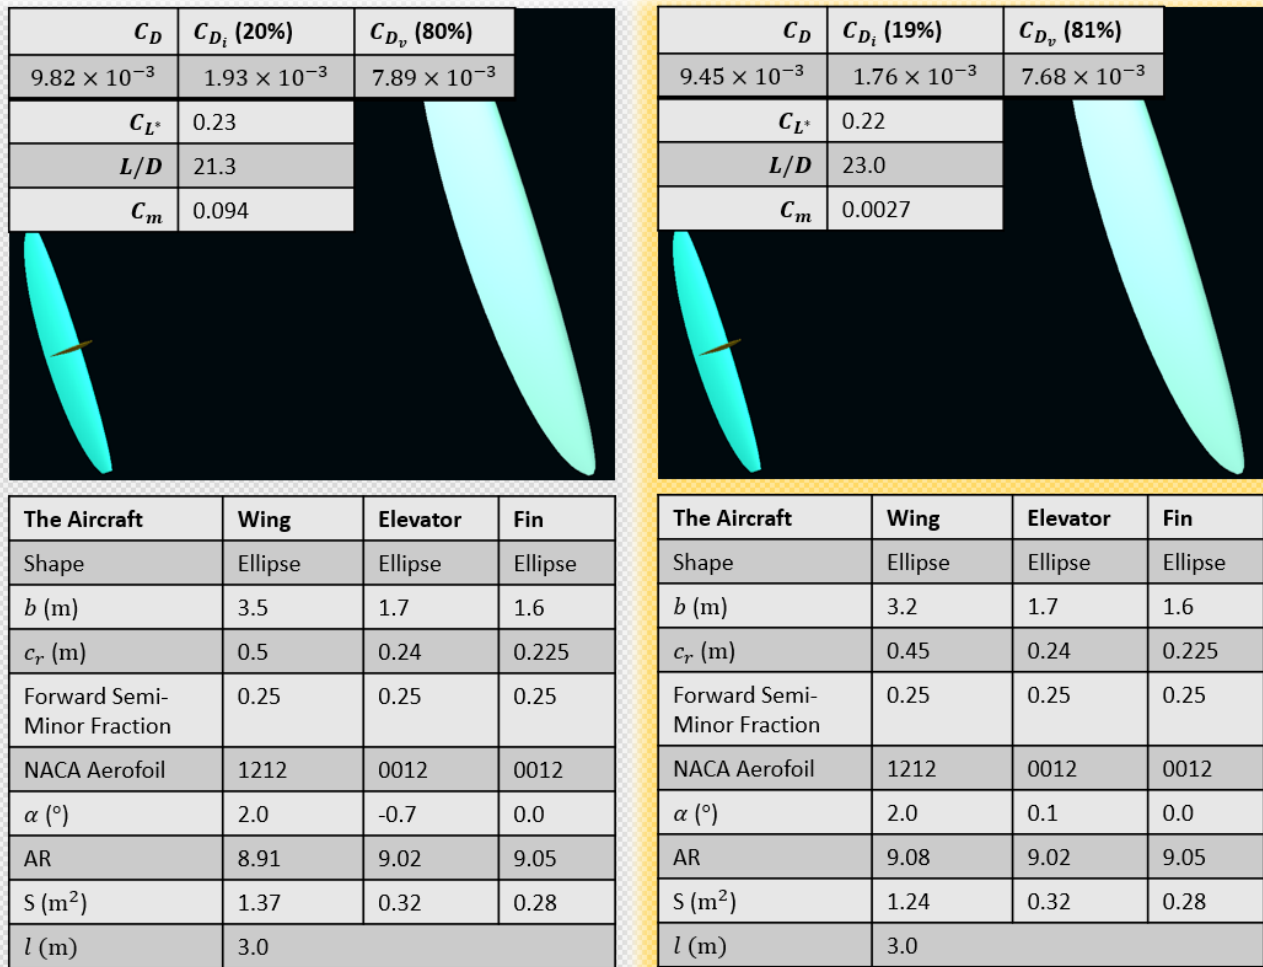 C_D C_{D_i} (20%) C_{D_v} (80%)
9.82 × 10⁻³ 1.93 × 10⁻³ 7.89 × 10⁻³
C_{L*} 0.23
L/D 21.3
C_m 0.094
The Aircraft Wing Elevator Fin
Shape Ellipse Ellipse Ellipse
b (m) 3.5 1.7 1.6
c_r (m) 0.5 0.24 0.225
Forward Semi- 0.25 0.25 0.25
Minor Fraction
NACA Aerofoil 1212 0012 0012
α (°) 2.0 -0.7 0.0
AR 8.91 9.02 9.05
S (m²) 1.37 0.32 0.28
l (m) 3.0
C_D C_{D_i} (19%) C_{D_v} (81%)
9.45 × 10⁻³ 1.76 × 10⁻³ 7.68 × 10⁻³
C_{L*} 0.22
L/D 23.0
C_m 0.0027
The Aircraft Wing Elevator Fin
Shape Ellipse Ellipse Ellipse
b (m) 3.2 1.7 1.6
c_r (m) 0.45 0.24 0.225
Forward Semi- 0.25 0.25 0.25
Minor Fraction
NACA Aerofoil 1212 0012 0012
α (°) 2.0 0.1 0.0
AR 9.08 9.02 9.05
S (m²) 1.24 0.32 0.28
l (m) 3.0